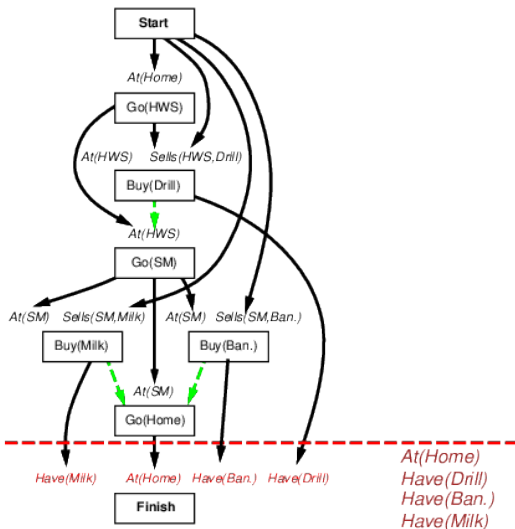 Start
At(Home)
Go(HWS)
At(HWS) Sells(HWS,Drill)
Buy(Drill)
At(HWS)
Go(SM)
At(SM) Sells(SM,Milk) At(SM) Sells(SM,Ban.)
Buy(Milk) Buy(Ban.)
At(SM)
Go(Home)
Have(Milk) At(Home) Have(Ban.) Have(Drill)
Finish
At(Home)
Have(Drill)
Have(Ban.)
Have(Milk)